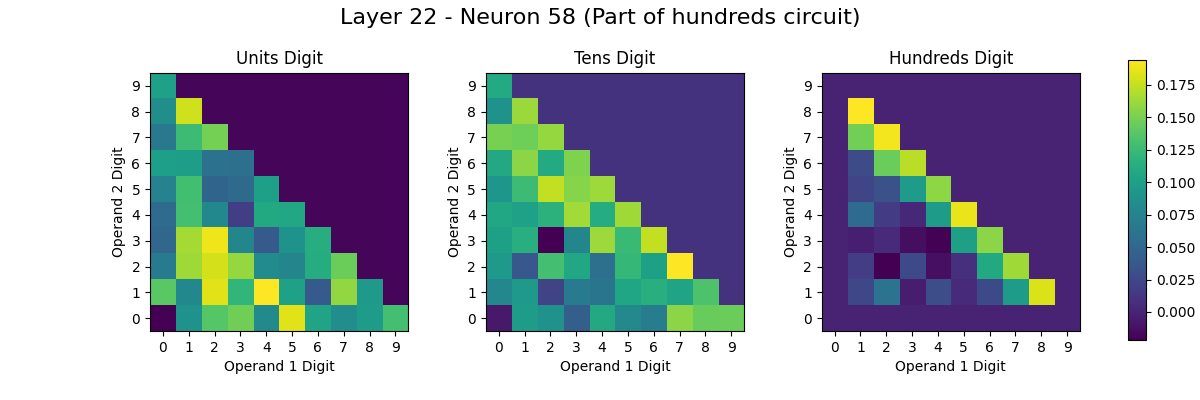 Layer 22 - Neuron 58 (Part of hundreds circuit)
Units Digit
Operand 2 Digit
9
8
7
6
5
4
3
2
1
0
0 1 2 3 4 5 6 7 8 9
Operand 1 Digit
Tens Digit
Operand 2 Digit
9
8
7
6
5
4
3
2
1
0
0 1 2 3 4 5 6 7 8 9
Operand 1 Digit
Hundreds Digit
Operand 2 Digit
9
8
7
6
5
4
3
2
1
0
0 1 2 3 4 5 6 7 8 9
Operand 1 Digit
0.175
0.150
0.125
0.100
0.075
0.050
0.025
0.000